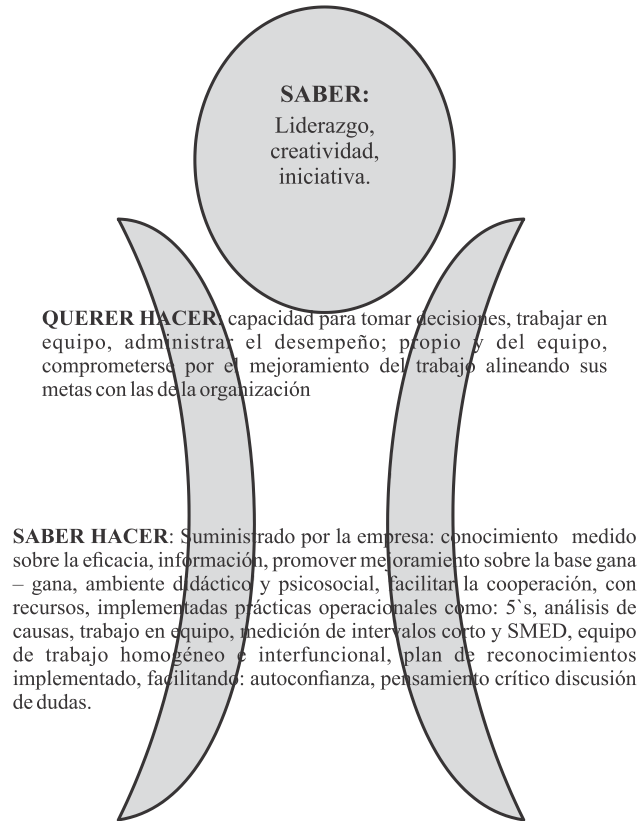 SABER:
Liderazgo,
creatividad,
iniciativa.
QUERER HACER, capacidad para tomar decisiones, trabajar en
equipo, administrar el desempeño; propio y del equipo,
comprometerse por el mejoramiento del trabajo alineando sus
metas con las de la organización
SABER HACER: Suministrado por la empresa: conocimiento medido
sobre la eficacia, información, promover mejoramiento sobre la base gana
– gana, ambiente didáctico y psicosocial, facilitar la cooperación, con
recursos, implementadas prácticas operacionales como: 5`s, análisis de
causas, trabajo en equipo, medición de intervalos corto y SMED, equipo
de trabajo homogéneo e interfuncional, plan de reconocimientos
implementado, facilitando: autoconfianza, pensamiento crítico discusión
de dudas.